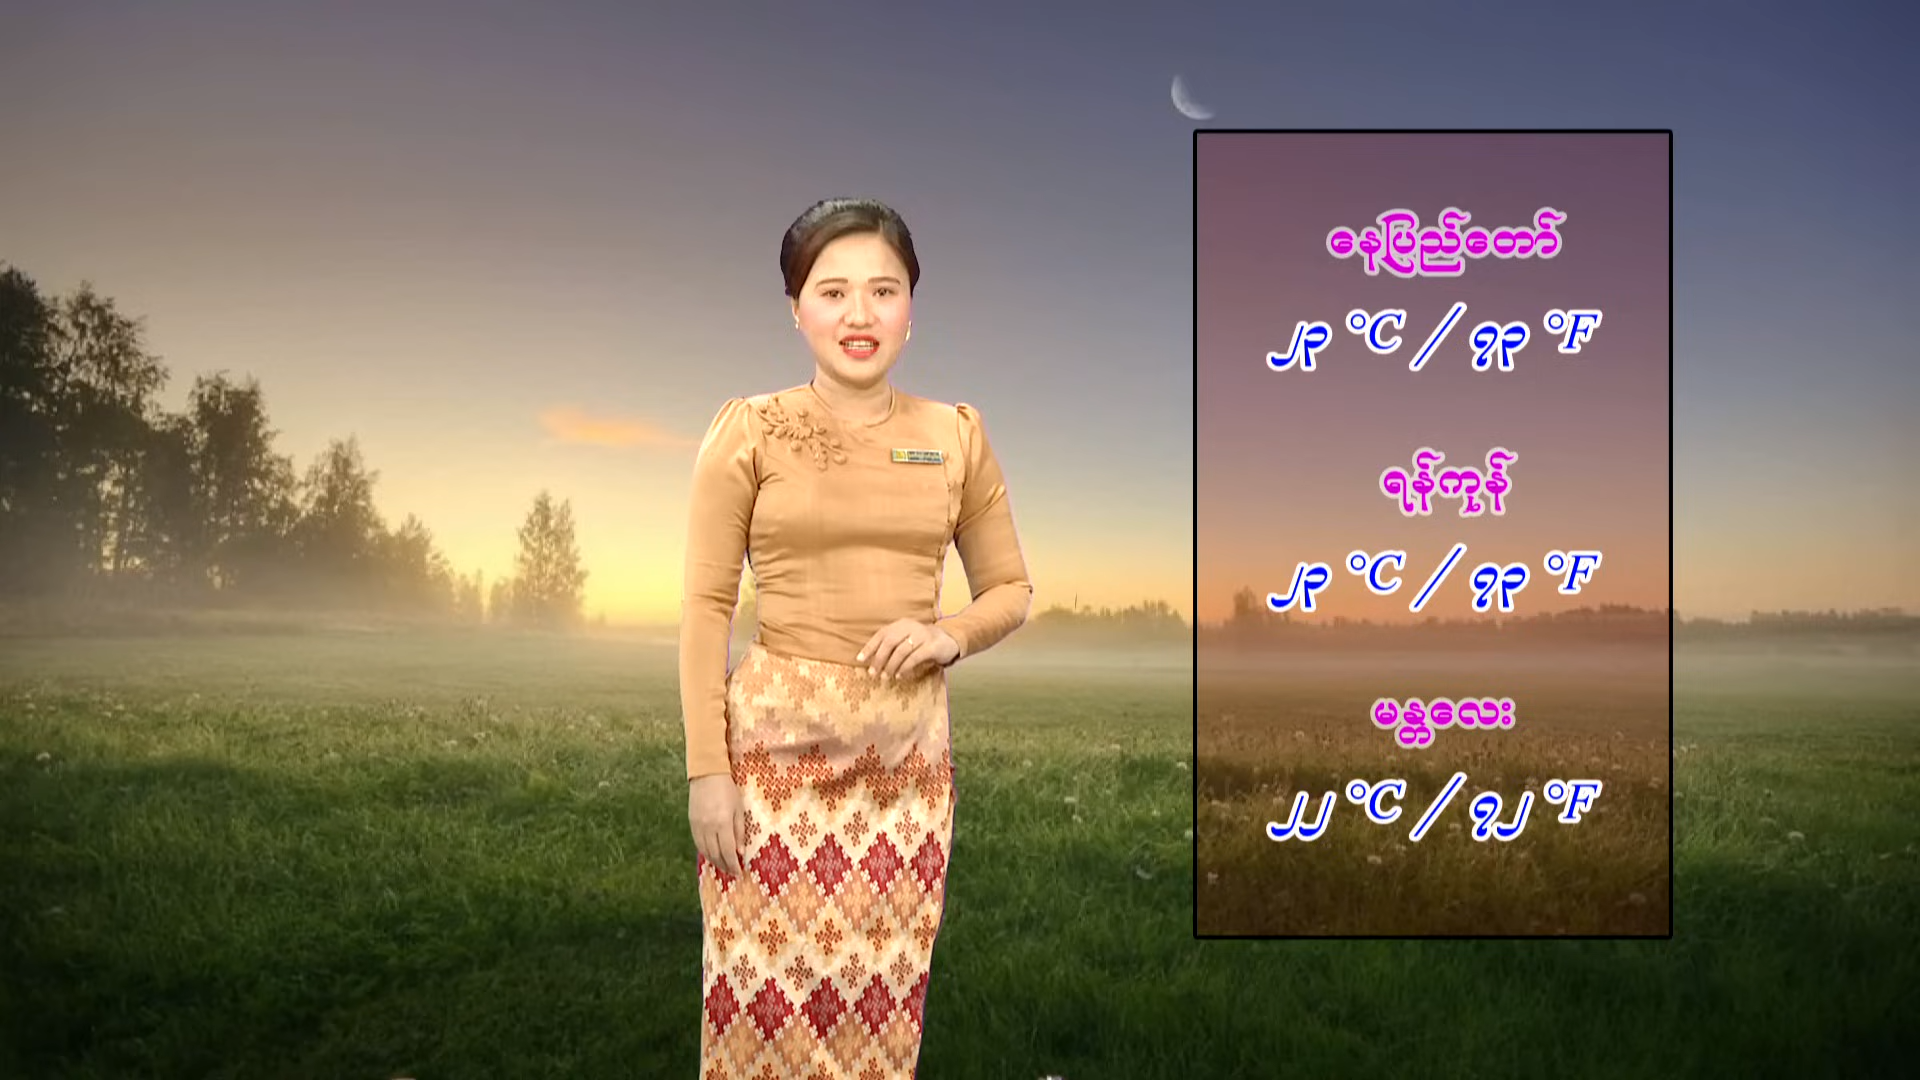 နေပြည်တော်
၂၃ °C / ၇၃ °F
ရန်ကုန်
၂၃ °C / ၇၃ °F
မန္တလေး
၂၂ °C / ၇၂ °F